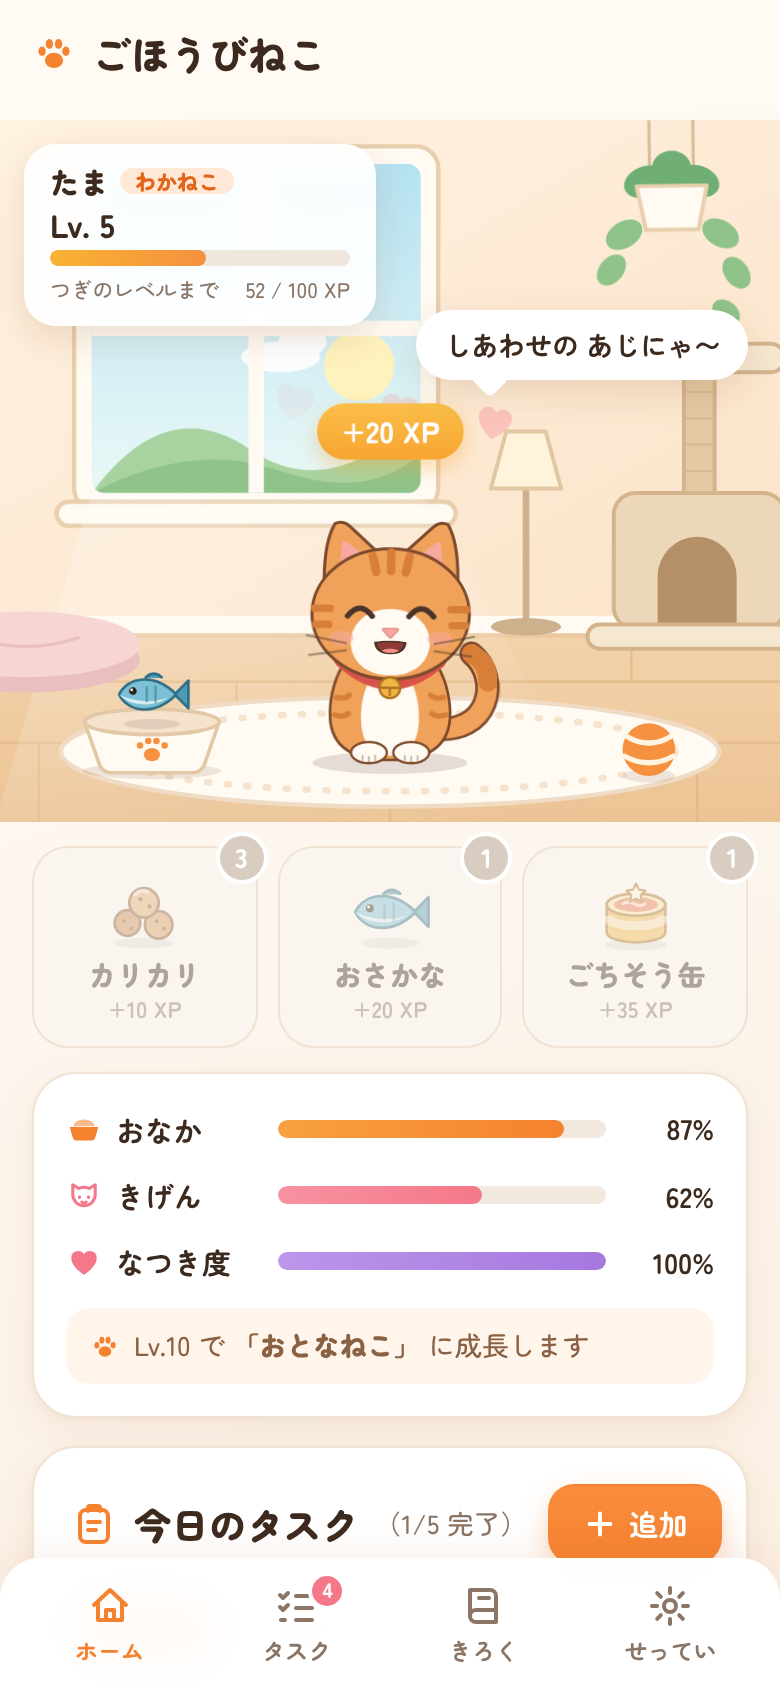 ごほうびねこ
たま わかねこ
Lv. 5
つぎのレベルまで 52 / 100 XP
しあわせの あじにゃ〜
+20 XP
3
カリカリ
+10 XP
1
おさかな
+20 XP
1
ごちそう缶
+35 XP
おなか 87%
きげん 62%
なつき度 100%
Lv.10 で 「おとなねこ」 に成長します
今日のタスク （1/5 完了） + 追加
ホーム
4
タスク
きろく
せってい